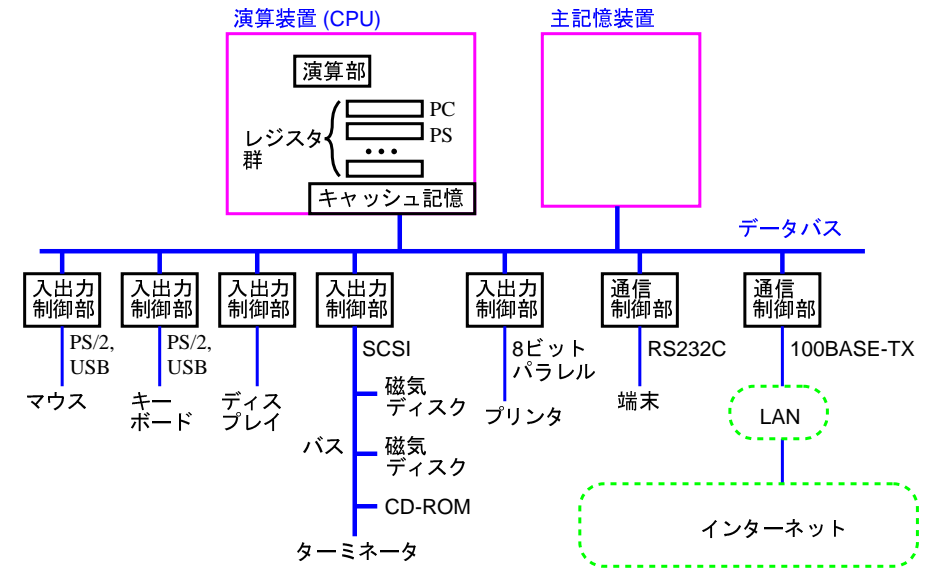 演算装置 (CPU)
主記憶装置
演算部
PC
PS
レジスタ
群
•••
キャッシュ記憶
データバス
入出力
制御部
入出力
制御部
入出力
制御部
入出力
制御部
入出力
制御部
通信
制御部
通信
制御部
PS/2,
USB
PS/2,
USB
SCSI
8ビット
パラレル
RS232C
100BASE-TX
マウス
キー
ボード
ディス
プレイ
磁気
ディスク
プリンタ
端末
LAN
バス
磁気
ディスク
CD-ROM
ターミネータ
インターネット